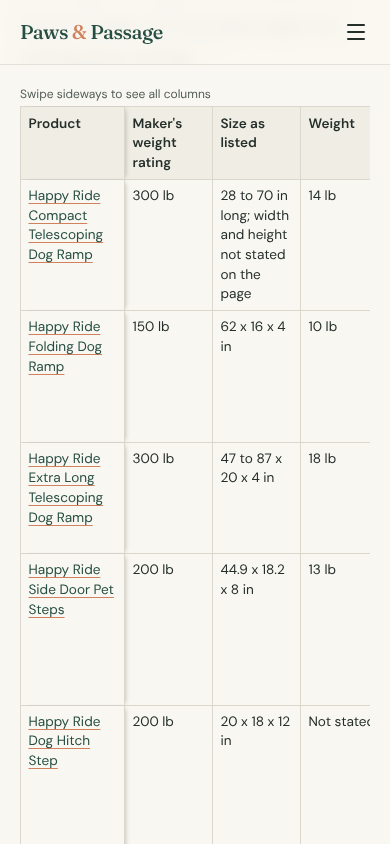 Paws & Passage
Swipe sideways to see all columns
Product
Maker's
weight
rating
Size as
listed
Weight
Happy Ride
Compact
Telescoping
Dog Ramp
300 lb
28 to 70 in
long; width
and height
not stated
on the
page
14 lb
Happy Ride
Folding Dog
Ramp
150 lb
62 x 16 x 4
in
10 lb
Happy Ride
Extra Long
Telescoping
Dog Ramp
300 lb
47 to 87 x
20 x 4 in
18 lb
Happy Ride
Side Door Pet
Steps
200 lb
44.9 x 18.2
x 8 in
13 lb
Happy Ride
Dog Hitch
Step
200 lb
20 x 18 x 12
in
Not stated